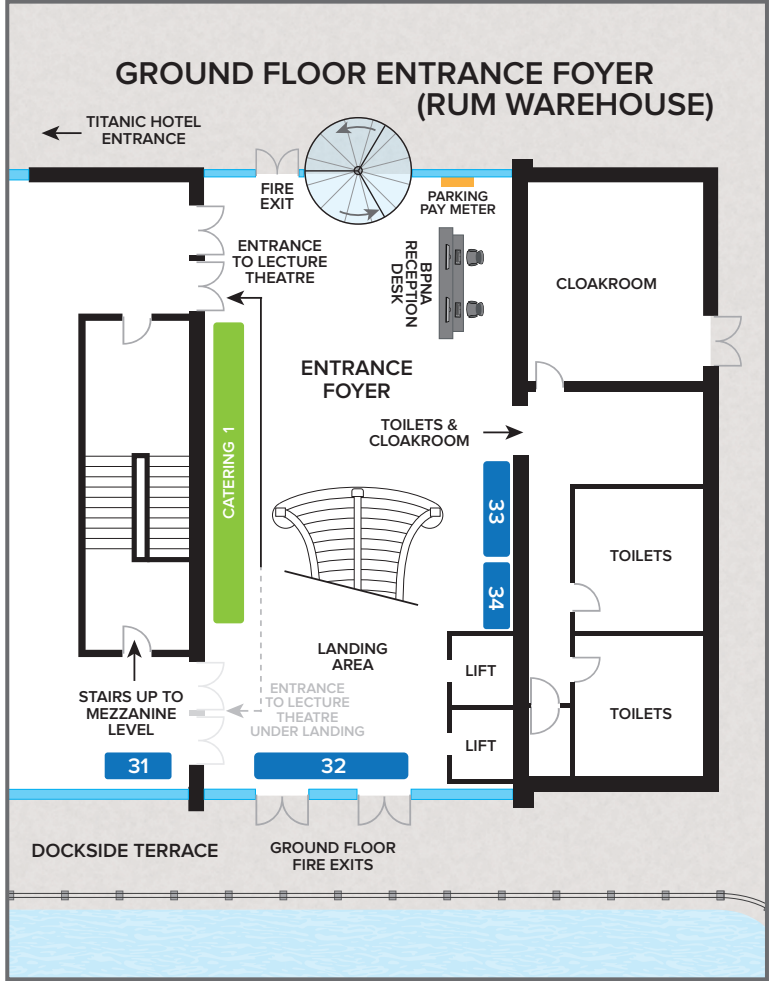 GROUND FLOOR ENTRANCE FOYER
(RUM WAREHOUSE)
TITANIC HOTEL
ENTRANCE
FIRE
EXIT
PARKING
PAY METER
ENTRANCE
TO LECTURE
THEATRE
BPNA
RECEPTION
DESK
CLOAKROOM
ENTRANCE
FOYER
CATERING 1
TOILETS &
CLOAKROOM
33
34
TOILETS
LANDING
AREA
LIFT
STAIRS UP TO
MEZZANINE
LEVEL
ENTRANCE
TO LECTURE
THEATRE
UNDER LANDING
TOILETS
LIFT
31
32
DOCKSIDE TERRACE
GROUND FLOOR
FIRE EXITS